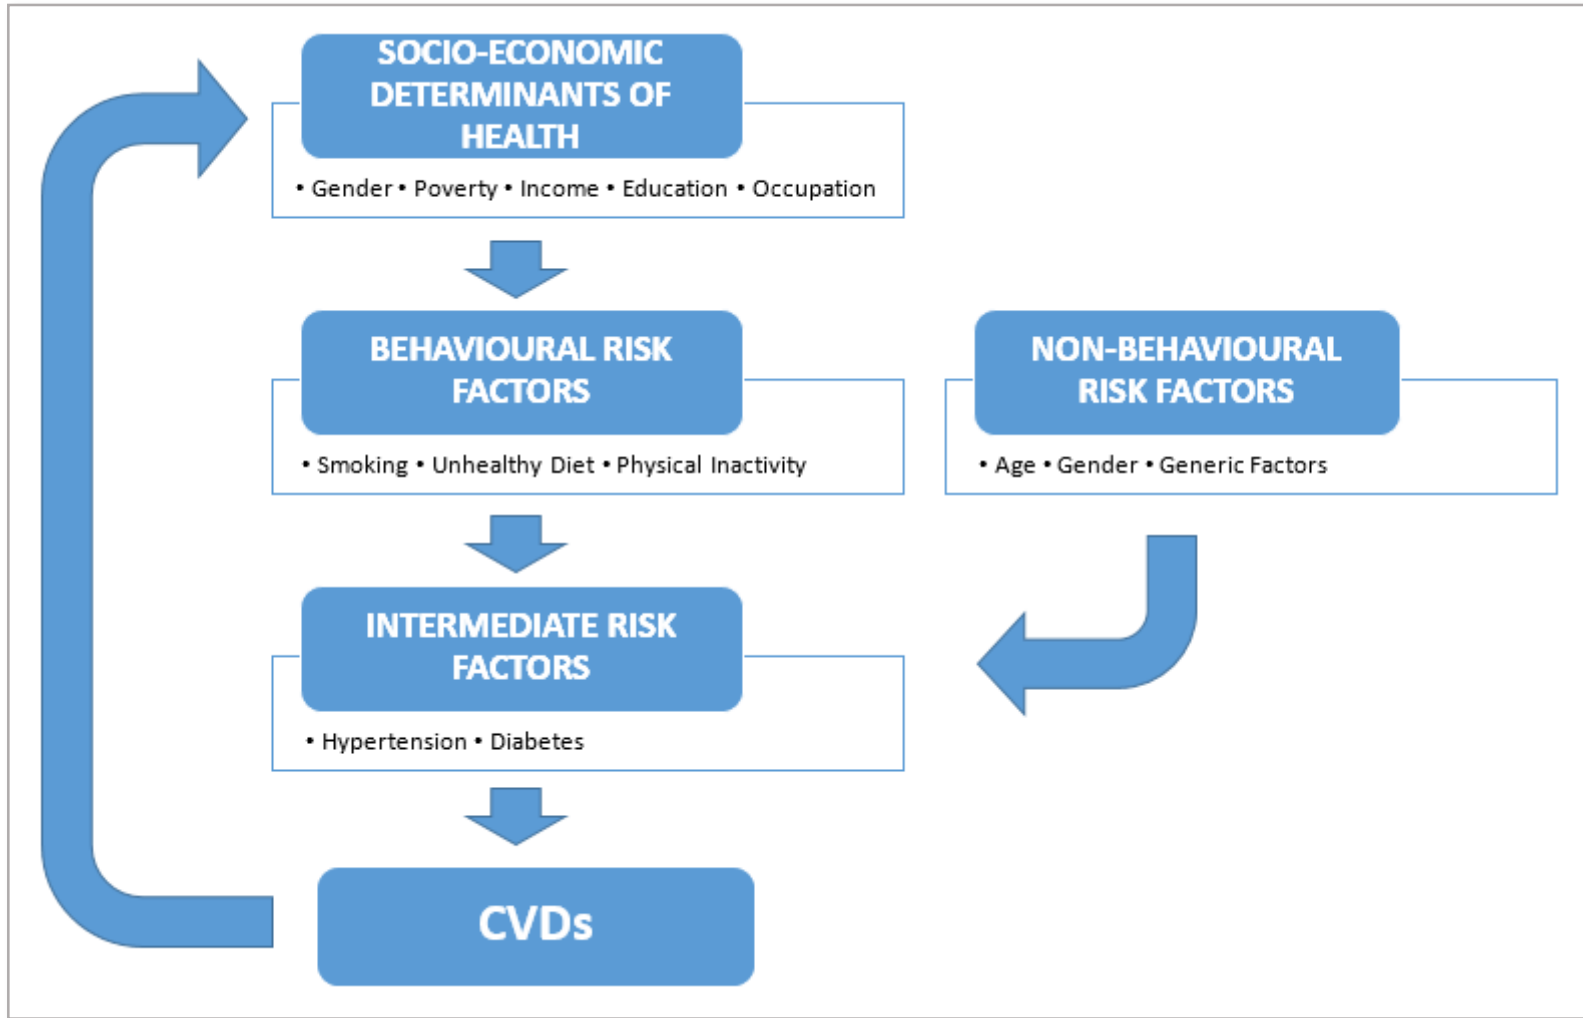 SOCIO-ECONOMIC
DETERMINANTS OF
HEALTH
• Gender • Poverty • Income • Education • Occupation
BEHAVIOURAL RISK
FACTORS
• Smoking • Unhealthy Diet • Physical Inactivity
NON-BEHAVIOURAL
RISK FACTORS
• Age • Gender • Generic Factors
INTERMEDIATE RISK
FACTORS
• Hypertension • Diabetes
CVDs